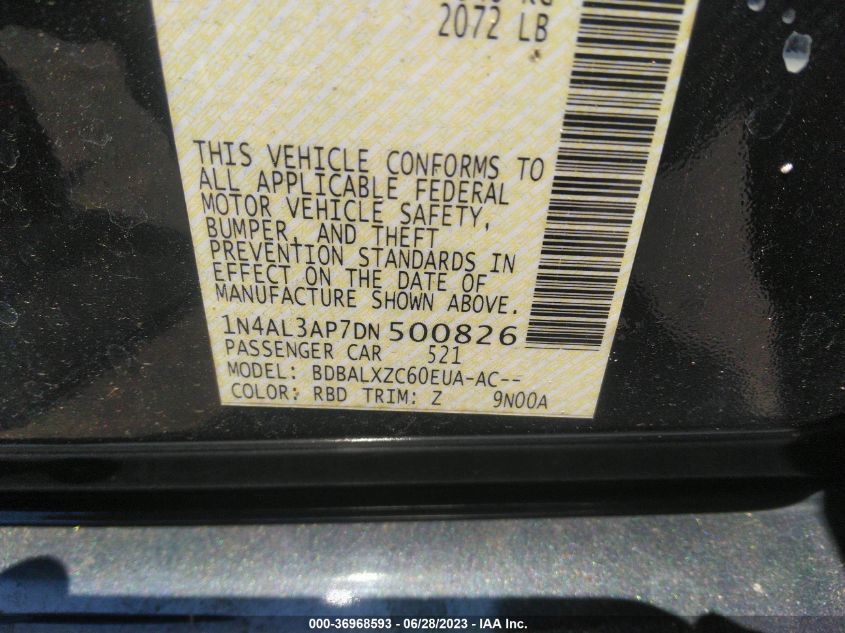 2072 LB
THIS VEHICLE CONFORMS TO
ALL APPLICABLE FEDERAL
MOTOR VEHICLE SAFETY,
BUMPER, AND THEFT
PREVENTION STANDARDS IN
EFFECT ON THE DATE OF
MANUFACTURE SHOWN ABOVE.
1N4AL3AP7DN 500826
PASSENGER CAR 521
MODEL: BDBALXZC60EUA-AC--
COLOR: RBD TRIM: Z 9N00A
000-36968593 - 06/28/2023 - IAA Inc.